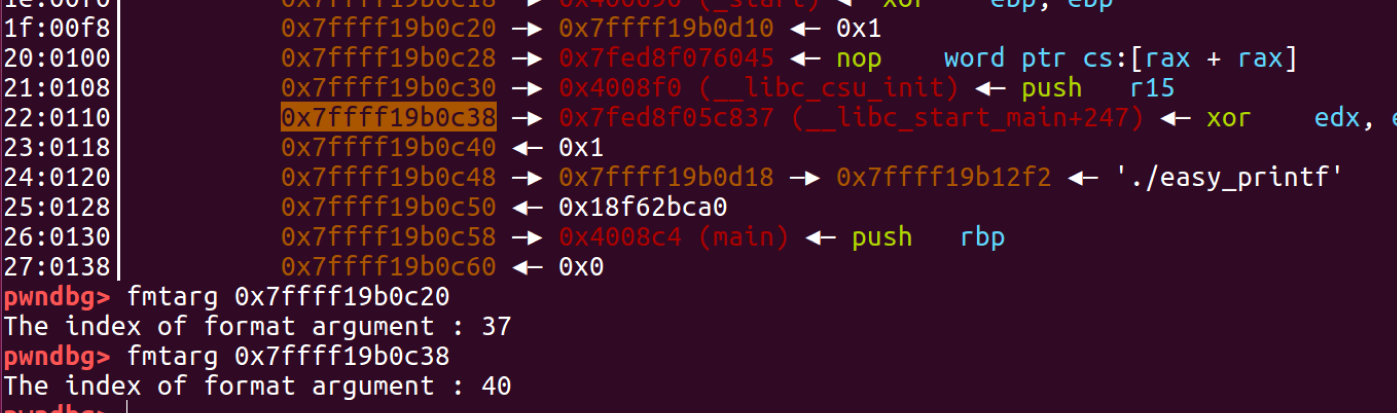 1e:00f0 0x7ffff19b0c18 —▸ 0x400696 (_start) ◂— xor ebp, ebp
1f:00f8 0x7ffff19b0c20 —▸ 0x7ffff19b0d10 ◂— 0x1
20:0100 0x7ffff19b0c28 —▸ 0x7fed8f076045 ◂— nop word ptr cs:[rax + rax]
21:0108 0x7ffff19b0c30 —▸ 0x4008f0 (__libc_csu_init) ◂— push r15
22:0110 0x7ffff19b0c38 —▸ 0x7fed8f05c837 (__libc_start_main+247) ◂— xor edx,
23:0118 0x7ffff19b0c40 ◂— 0x1
24:0120 0x7ffff19b0c48 —▸ 0x7ffff19b0d18 —▸ 0x7ffff19b12f2 ◂— './easy_printf'
25:0128 0x7ffff19b0c50 ◂— 0x18f62bca0
26:0130 0x7ffff19b0c58 —▸ 0x4008c4 (main) ◂— push rbp
27:0138 0x7ffff19b0c60 ◂— 0x0
pwndbg> fmtarg 0x7ffff19b0c20
The index of format argument : 37
pwndbg> fmtarg 0x7ffff19b0c38
The index of format argument : 40
pwndbg>